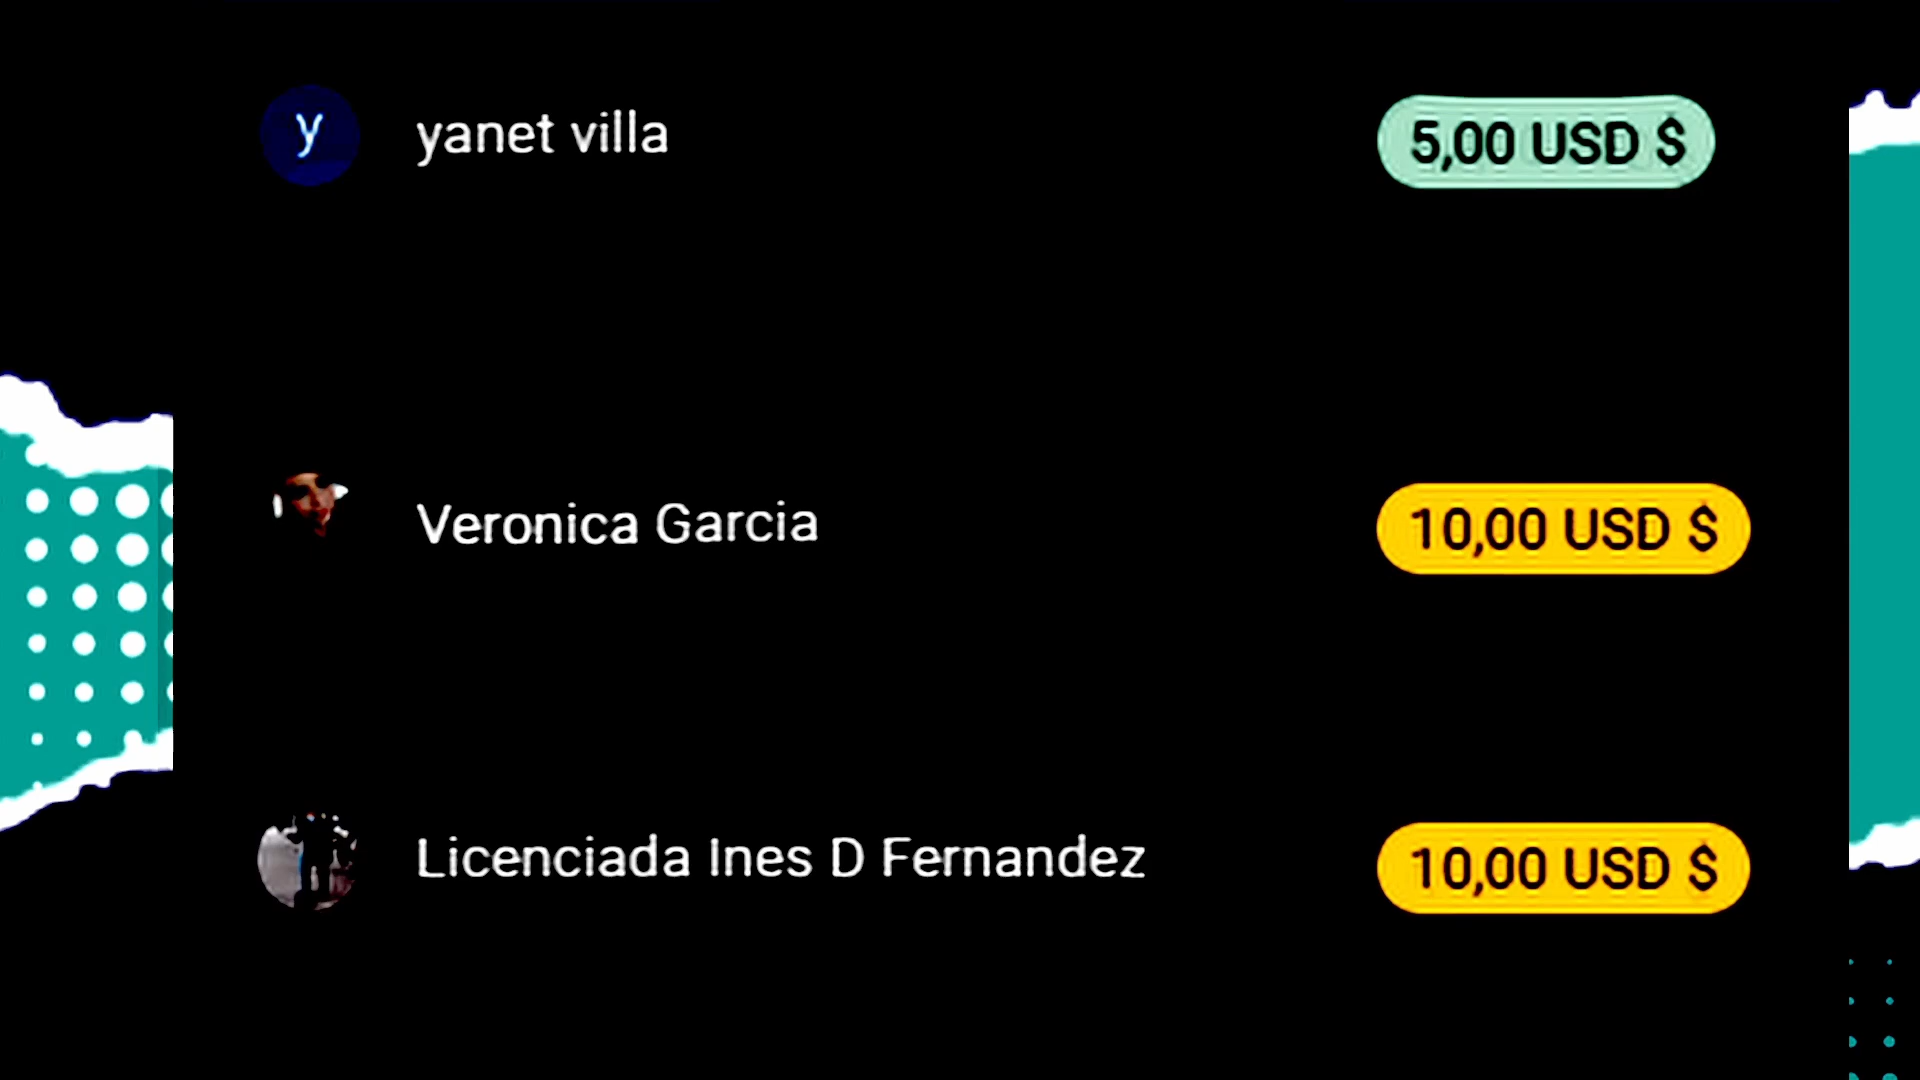 y yanet villa 5,00 USD $
Veronica Garcia 10,00 USD $
Licenciada Ines D Fernandez 10,00 USD $